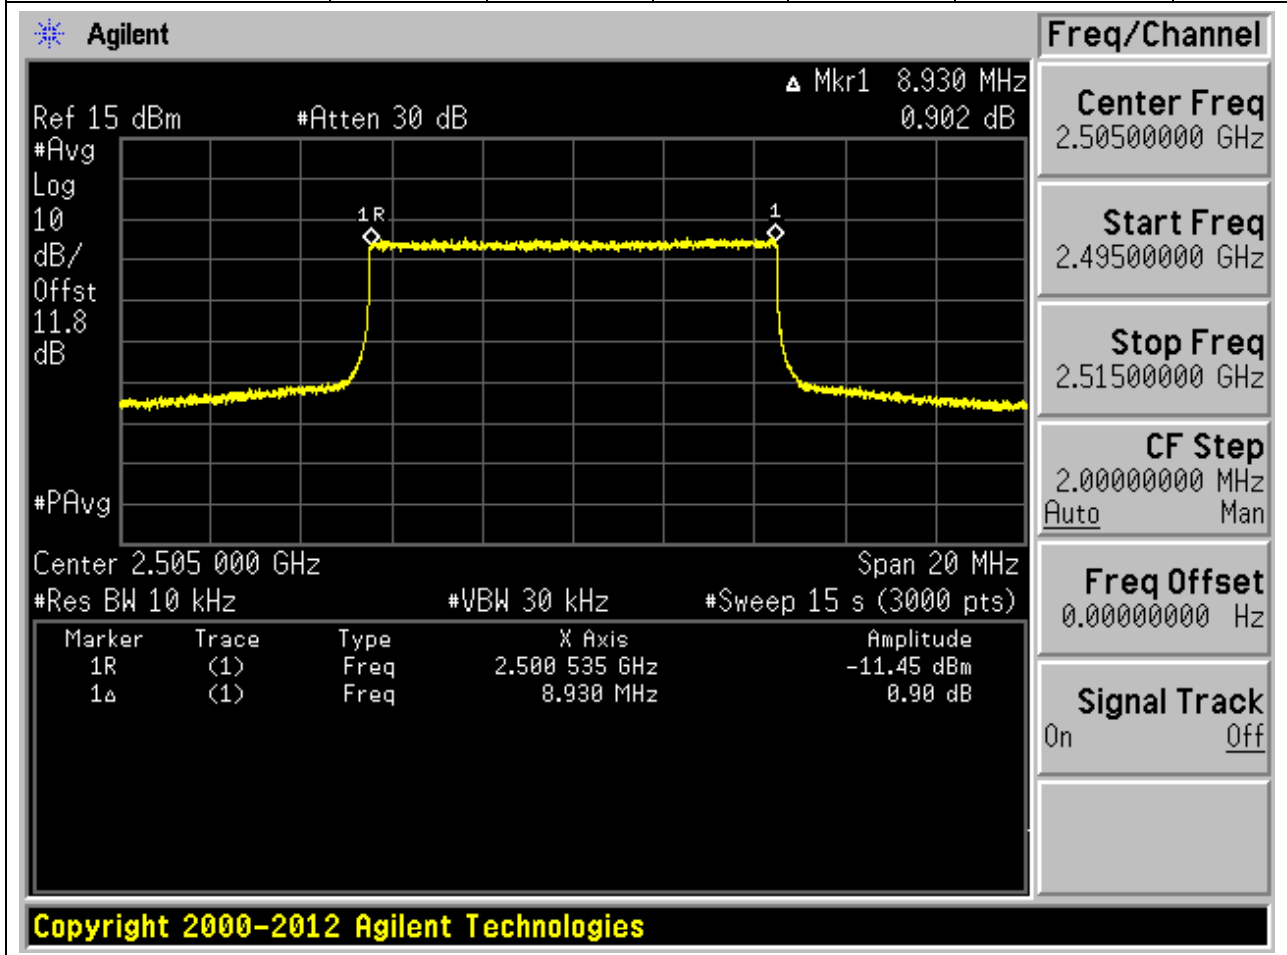 Agilent
Freq/Channel
Δ Mkr1 8.930 MHz
Ref 15 dBm #Atten 30 dB 0.902 dB
#Avg
Log
10
dB/
Offst
11.8
dB
1R
1
#PAvg
Center 2.505 000 GHz Span 20 MHz
#Res BW 10 kHz #VBW 30 kHz #Sweep 15 s (3000 pts)
Marker Trace Type X Axis Amplitude
1R (1) Freq 2.500 535 GHz -11.45 dBm
1Δ (1) Freq 8.930 MHz 0.90 dB
Center Freq
2.50500000 GHz
Start Freq
2.49500000 GHz
Stop Freq
2.51500000 GHz
CF Step
2.00000000 MHz
Auto Man
Freq Offset
0.00000000 Hz
Signal Track
On Off
Copyright 2000-2012 Agilent Technologies